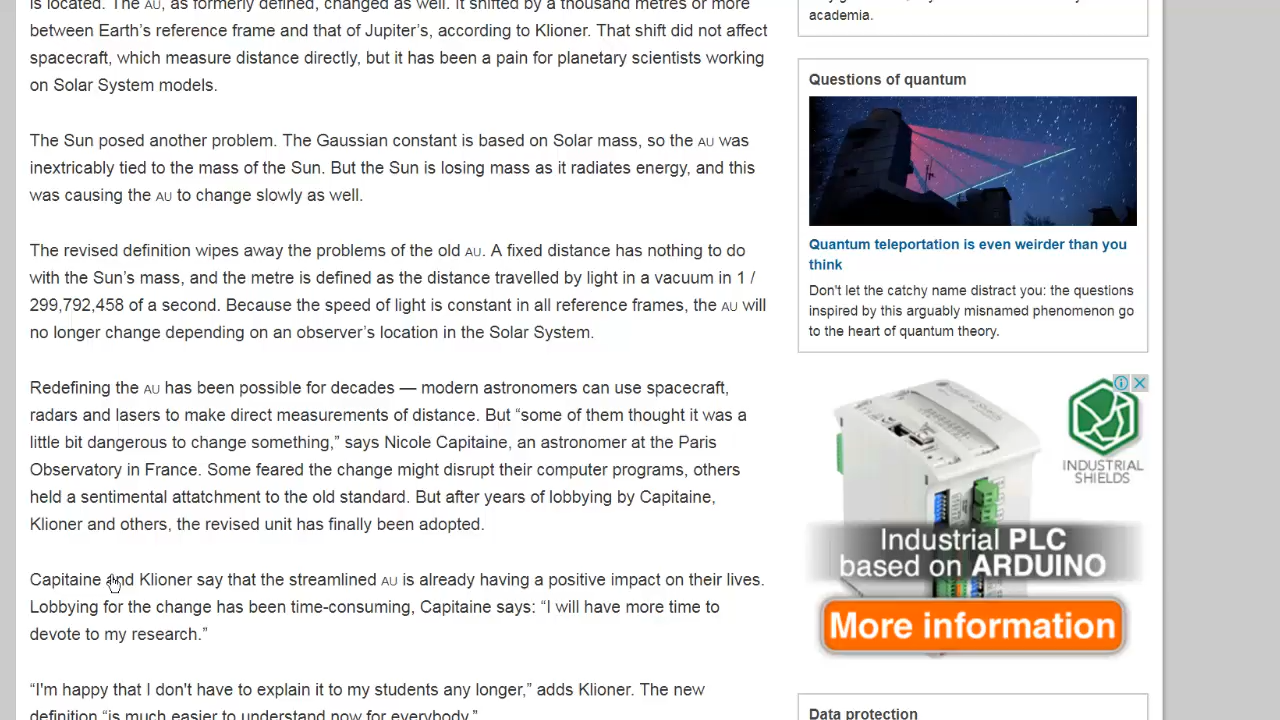 is located. The AU, as formerly defined, changed as well. It shifted by a thousand metres or more
between Earth's reference frame and that of Jupiter's, according to Klioner. That shift did not affect
spacecraft, which measure distance directly, but it has been a pain for planetary scientists working
on Solar System models.
The Sun posed another problem. The Gaussian constant is based on Solar mass, so the AU was
inextricably tied to the mass of the Sun. But the Sun is losing mass as it radiates energy, and this
was causing the AU to change slowly as well.
The revised definition wipes away the problems of the old AU. A fixed distance has nothing to do
with the Sun’s mass, and the metre is defined as the distance travelled by light in a vacuum in 1 /
299,792,458 of a second. Because the speed of light is constant in all reference frames, the AU will
no longer change depending on an observer’s location in the Solar System.
Redefining the AU has been possible for decades — modern astronomers can use spacecraft,
radars and lasers to make direct measurements of distance. But “some of them thought it was a
little bit dangerous to change something,” says Nicole Capitaine, an astronomer at the Paris
Observatory in France. Some feared the change might disrupt their computer programs, others
held a sentimental attatchment to the old standard. But after years of lobbying by Capitaine,
Klioner and others, the revised unit has finally been adopted.
Capitaine and Klioner say that the streamlined AU is already having a positive impact on their lives.
Lobbying for the change has been time-consuming, Capitaine says: “I will have more time to
devote to my research.”
“I'm happy that I don't have to explain it to my students any longer,” adds Klioner. The new
definition “is much easier to understand now for everybody.”
academia.
Questions of quantum
Quantum teleportation is even weirder than you
think
Don't let the catchy name distract you: the questions
inspired by this arguably misnamed phenomenon go
to the heart of quantum theory.
INDUSTRIAL
SHIELDS
Industrial PLC
based on ARDUINO
More information
Data protection